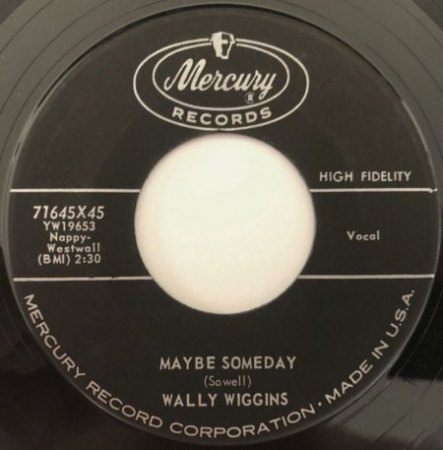 Mercury
®
RECORDS
HIGH FIDELITY
71645X45
YW19653
Nappy-
Westwall
(BMI) 2:30
Vocal
MAYBE SOMEDAY
(Sowell)
WALLY WIGGINS
MERCURY RECORD CORPORATION • MADE IN U.S.A.